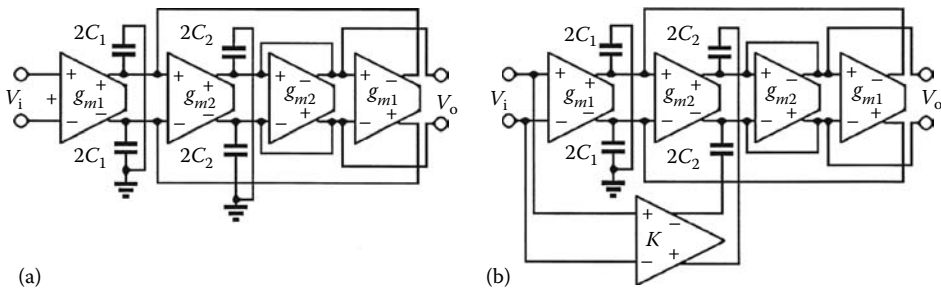 2C₁ 2C₂
+ − + − + − + −
Vᵢ + gₘ₁ gₘ₂ gₘ₂ gₘ₁ Vₒ
− + − − − + − +
2C₁ 2C₂
(a)
2C₁ 2C₂
+ − + − + − + −
Vᵢ gₘ₁ gₘ₂ gₘ₂ gₘ₁ Vₒ
− + − − − + − +
2C₁ 2C₂
+ −
K
− +
(b)